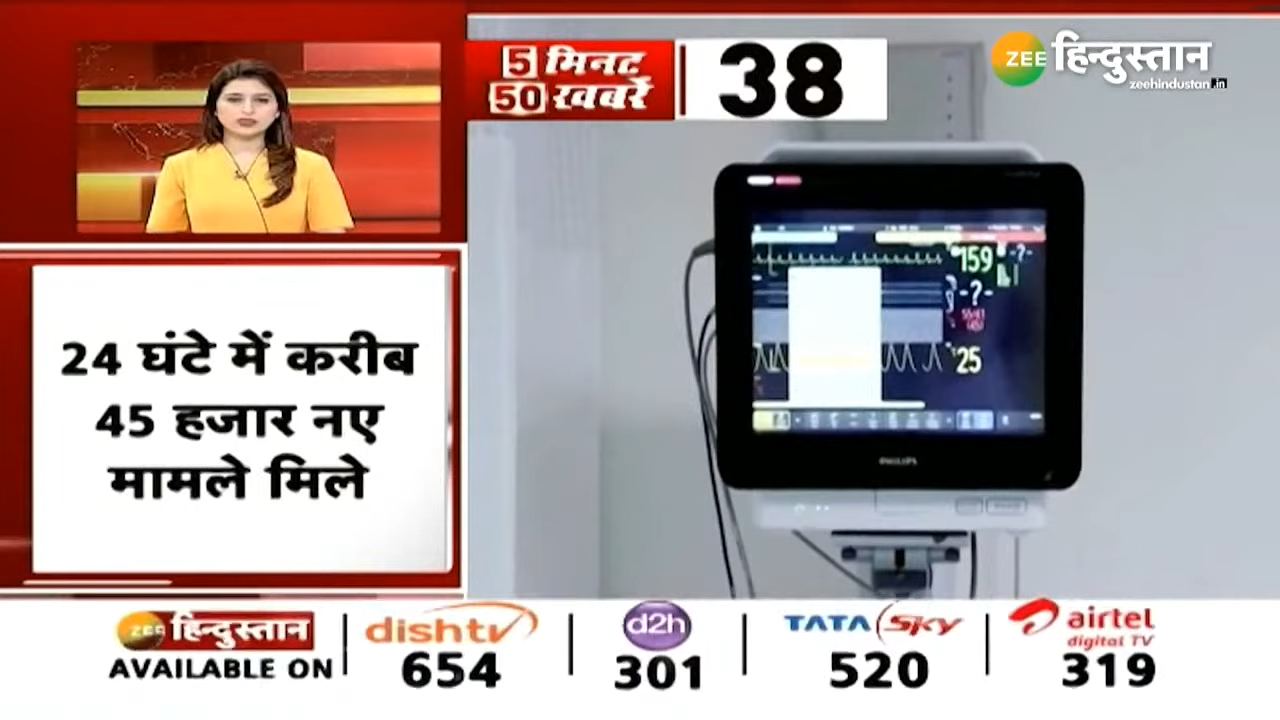 5 मिनट
50 खबरें
38
ZEE हिन्दुस्तान
zeehindustan.in
159
-?-
-?-
25
PHILIPS
24 घंटे में करीब
45 हजार नए
मामले मिले
ZEE हिन्दुस्तान
AVAILABLE ON
dishtv
654
d2h
301
TATA Sky
520
airtel
digital TV
319